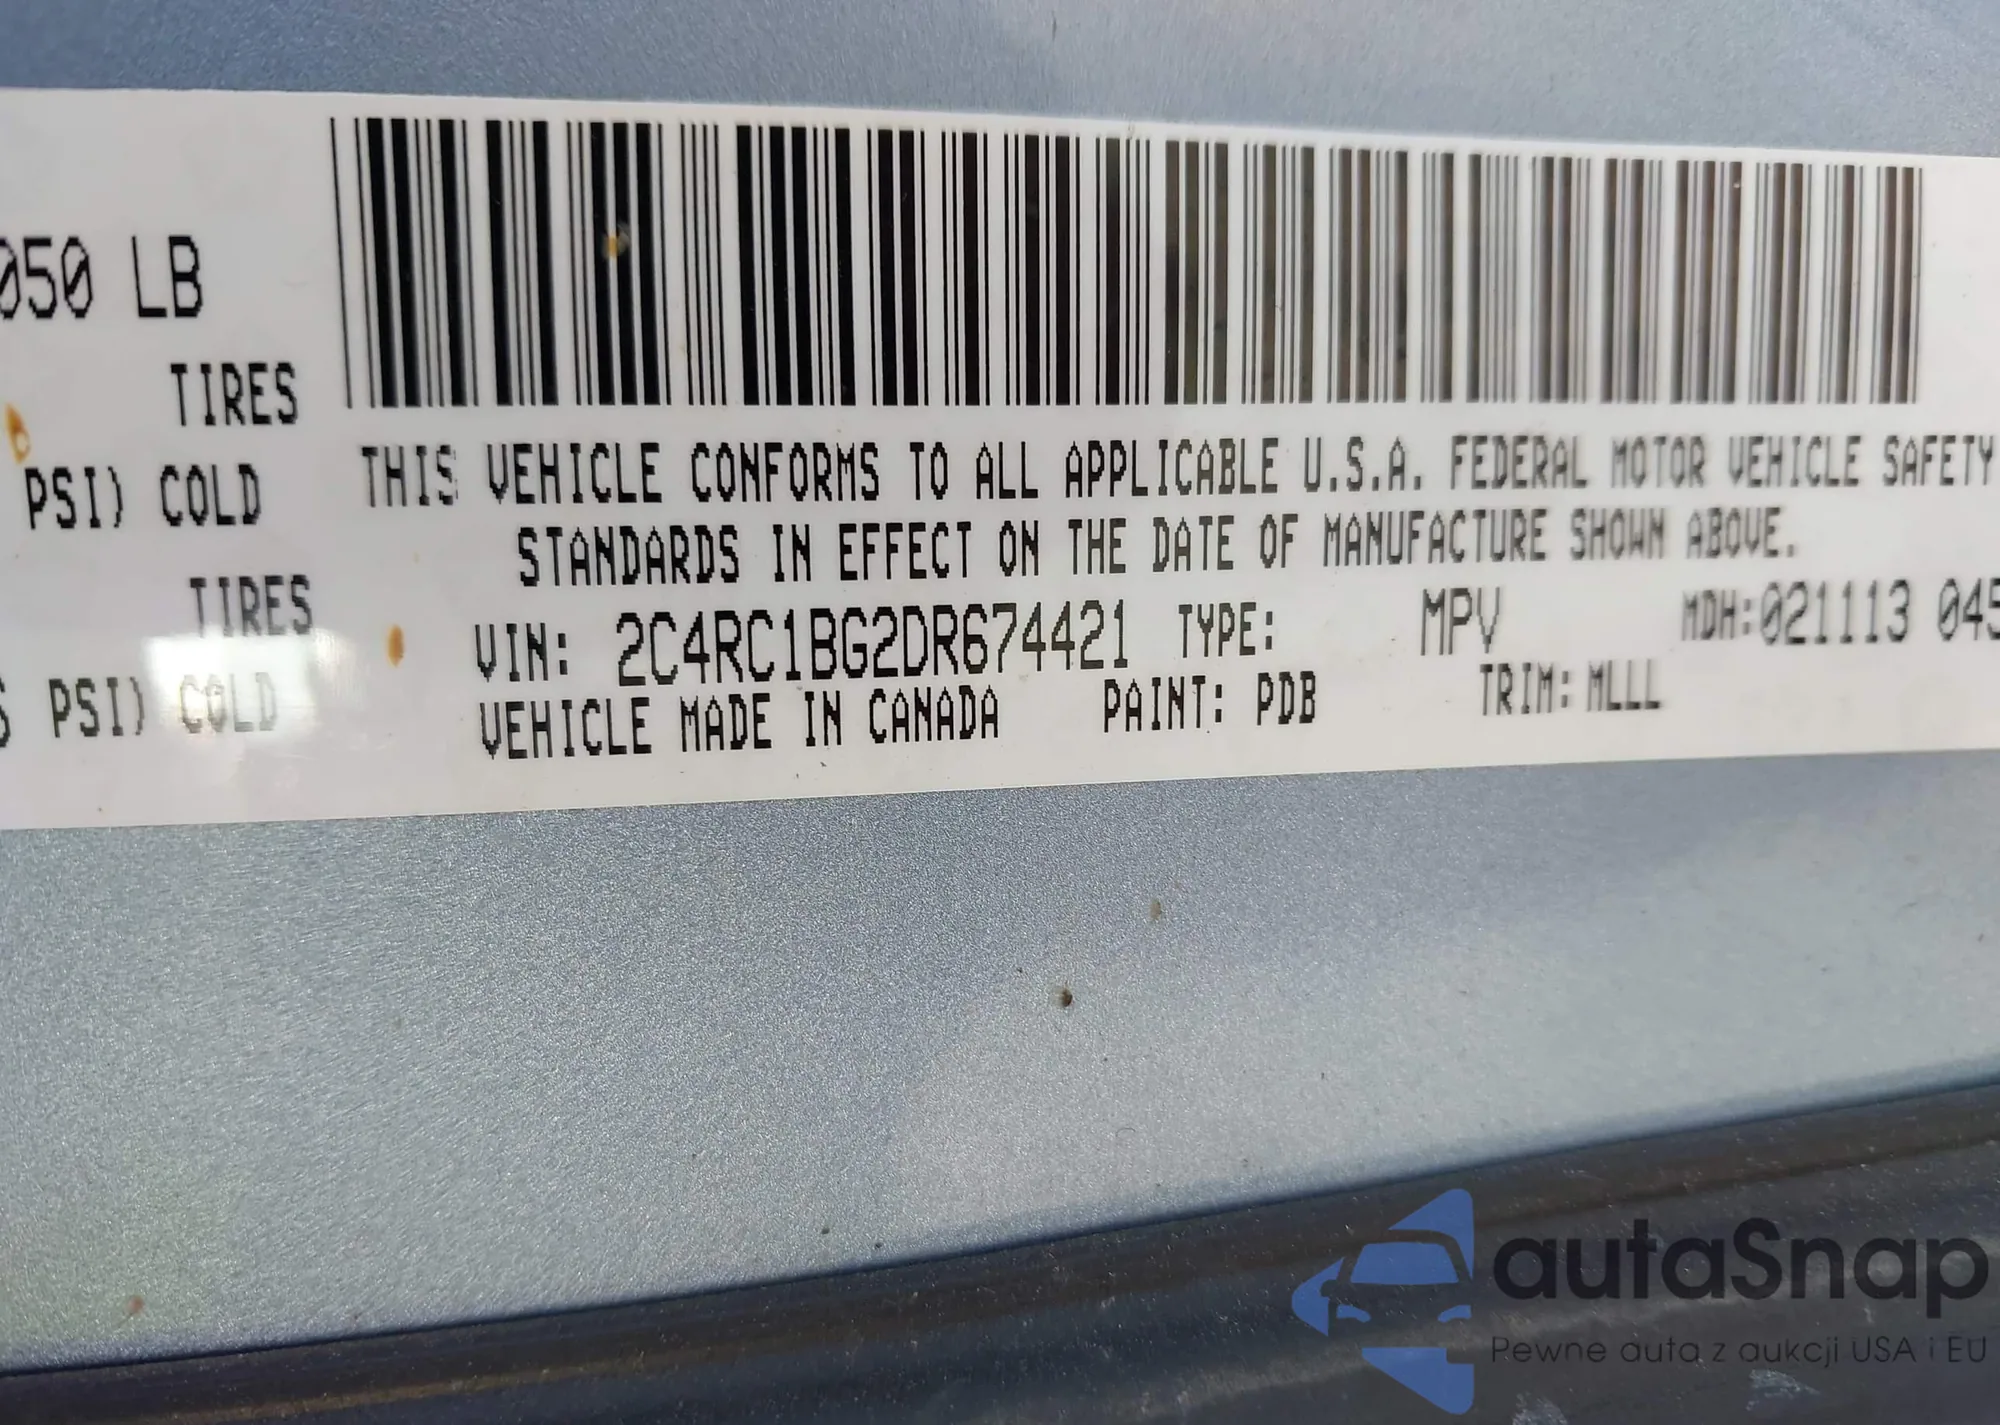 050 LB
TIRES
PSI) COLD
TIRES
PSI) COLD
THIS VEHICLE CONFORMS TO ALL APPLICABLE U.S.A. FEDERAL MOTOR VEHICLE SAFETY
STANDARDS IN EFFECT ON THE DATE OF MANUFACTURE SHOWN ABOVE.
VIN: 2C4RC1BG2DR674421 TYPE: MPV MDH:021113 045
VEHICLE MADE IN CANADA PAINT: PDB TRIM: MLLL
autaSnap
Pewne auta z aukcji USA i EU